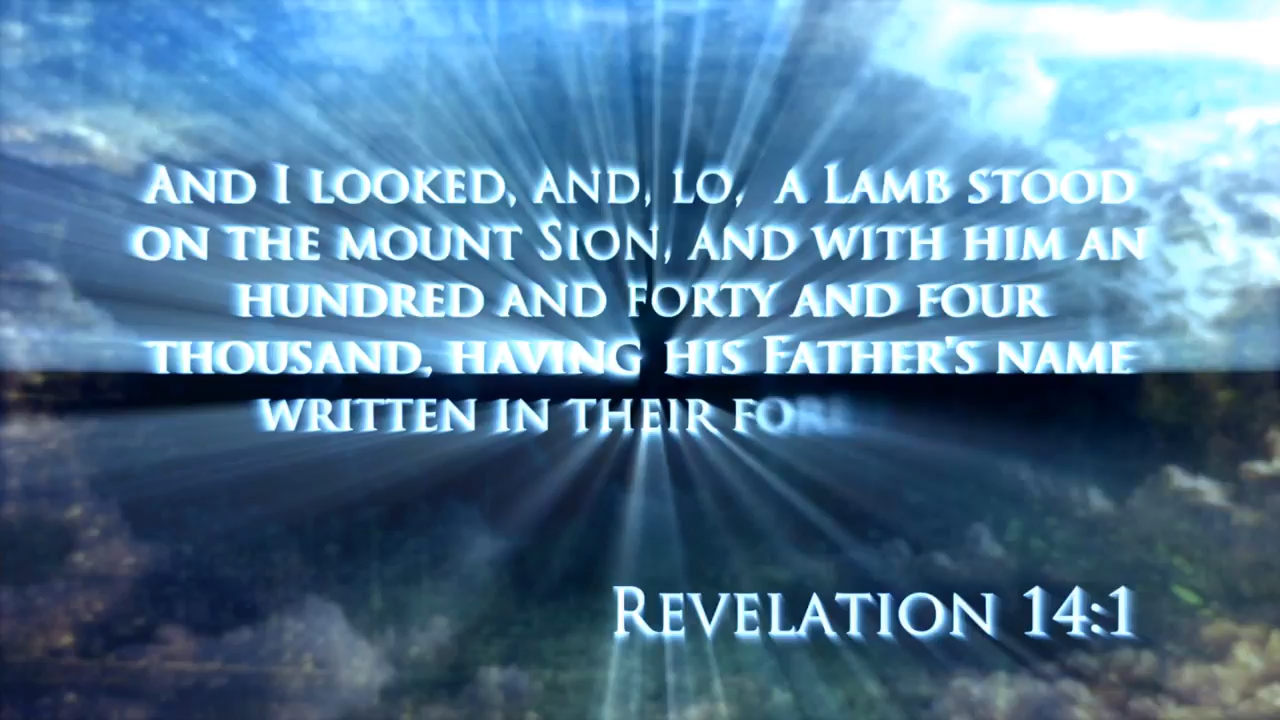 And I looked, and, lo, a Lamb stood
on the mount Sion, and with him an
hundred and forty and four
thousand, having his Father's name
written in their for
Revelation 14:1